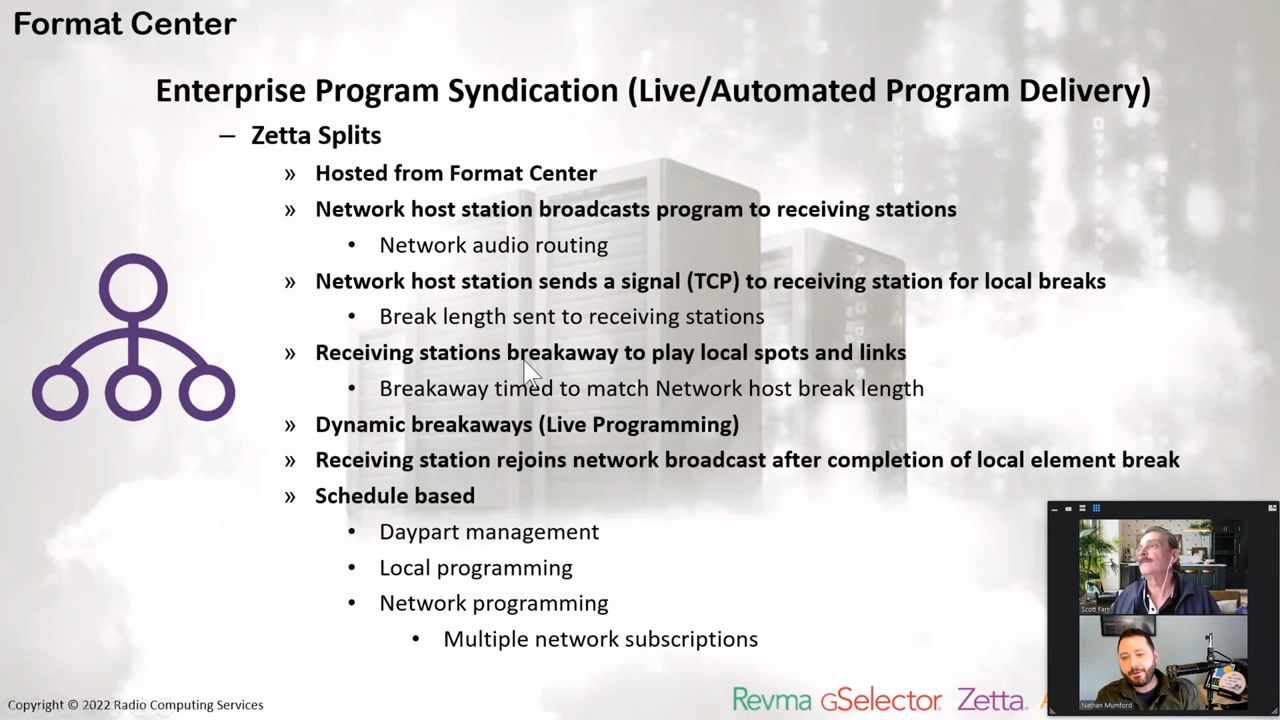 Format Center
Enterprise Program Syndication (Live/Automated Program Delivery)
– Zetta Splits
» Hosted from Format Center
» Network host station broadcasts program to receiving stations
• Network audio routing
» Network host station sends a signal (TCP) to receiving station for local breaks
• Break length sent to receiving stations
» Receiving stations breakaway to play local spots and links
• Breakaway timed to match Network host break length
» Dynamic breakaways (Live Programming)
» Receiving station rejoins network broadcast after completion of local element break
» Schedule based
• Daypart management
• Local programming
• Network programming
• Multiple network subscriptions
Scott Farr
Nathan Mumford
Copyright © 2022 Radio Computing Services
Revma GSelector. Zetta.